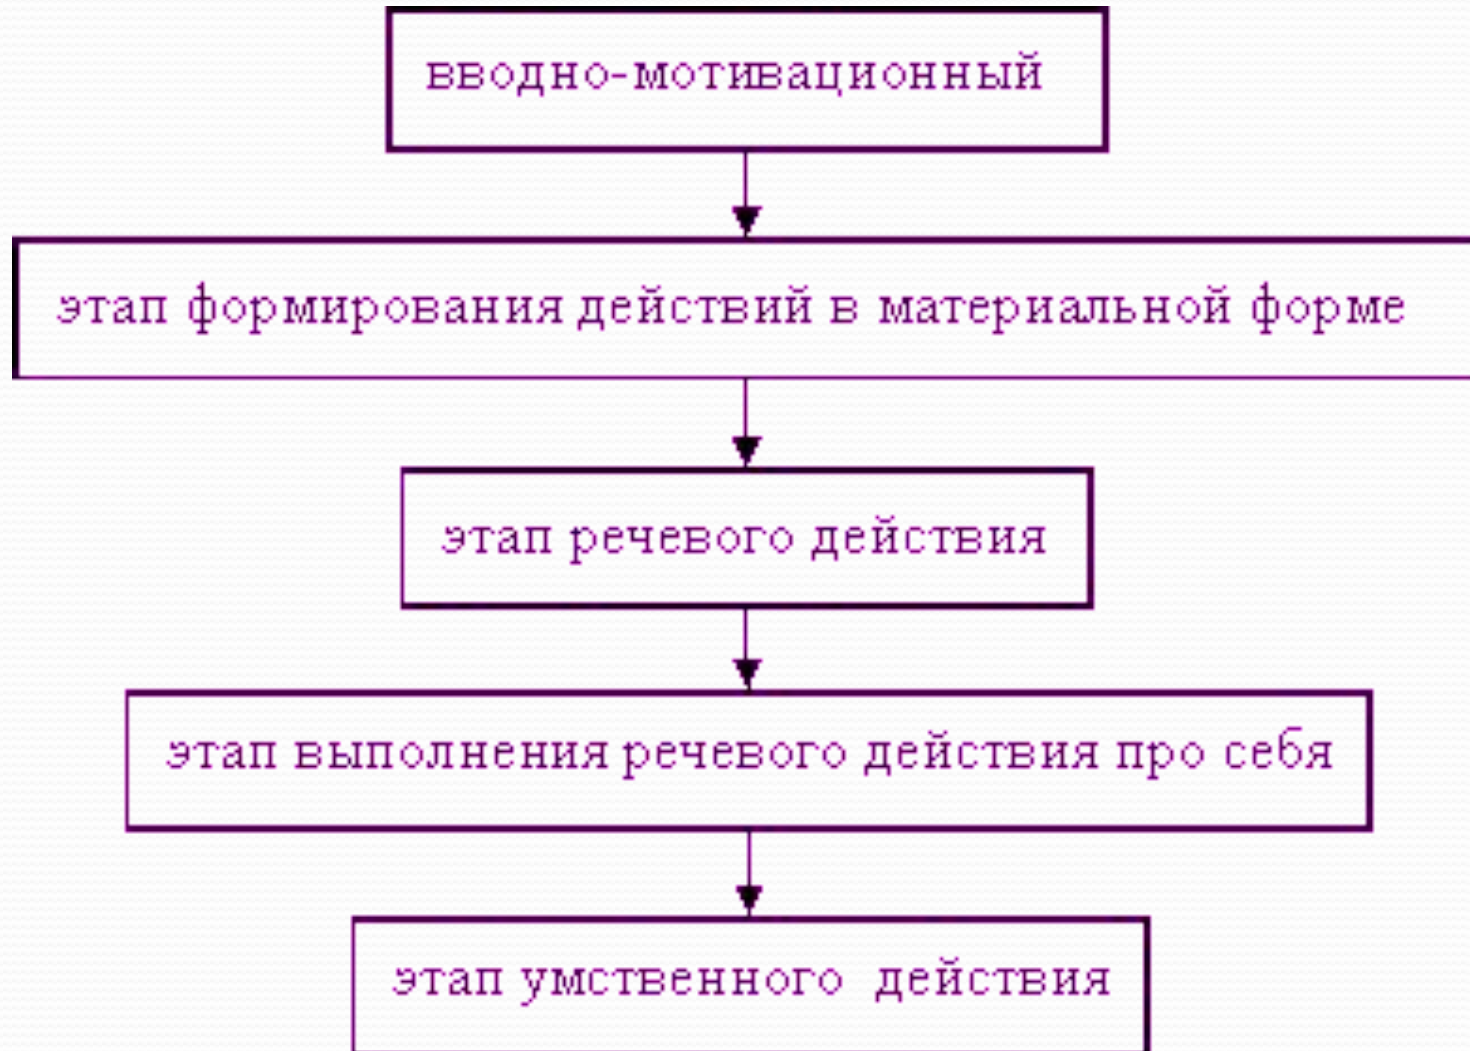 вводно-мотивационный
этап формирования действий в материальной форме
этап речевого действия
этап выполнения речевого действия про себя
этап умственного действия